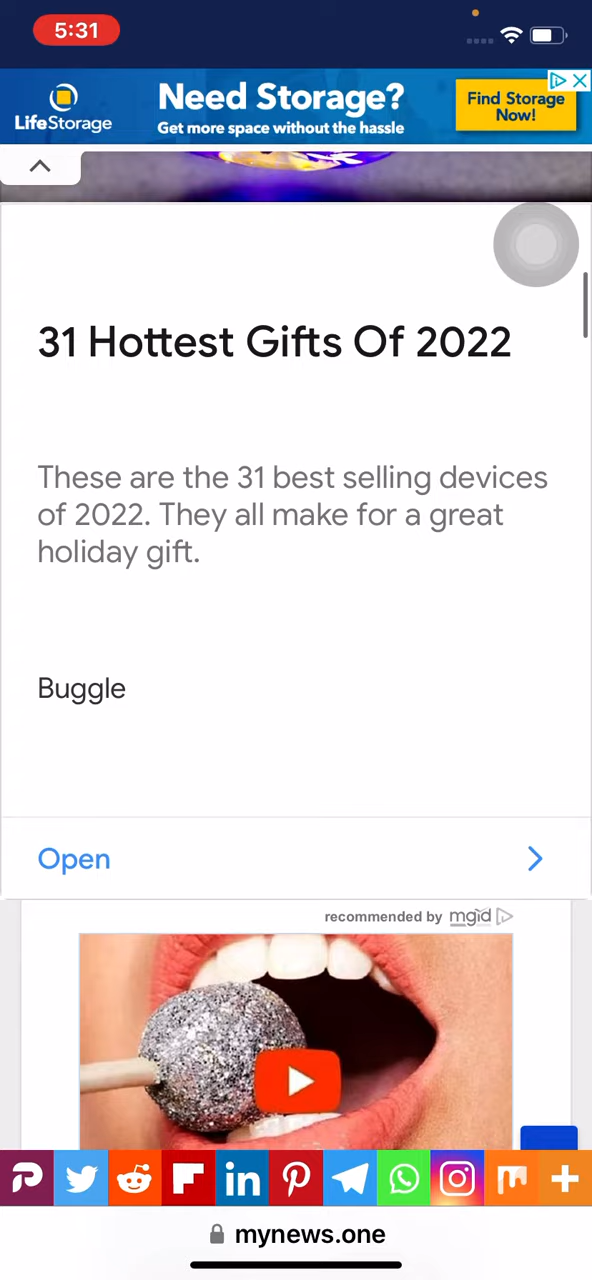 5:31
Need Storage?
LifeStorage
Get more space without the hassle
Find Storage
Now!
31 Hottest Gifts Of 2022
These are the 31 best selling devices
of 2022. They all make for a great
holiday gift.
Buggle
Open
recommended by mgid
mynews.one